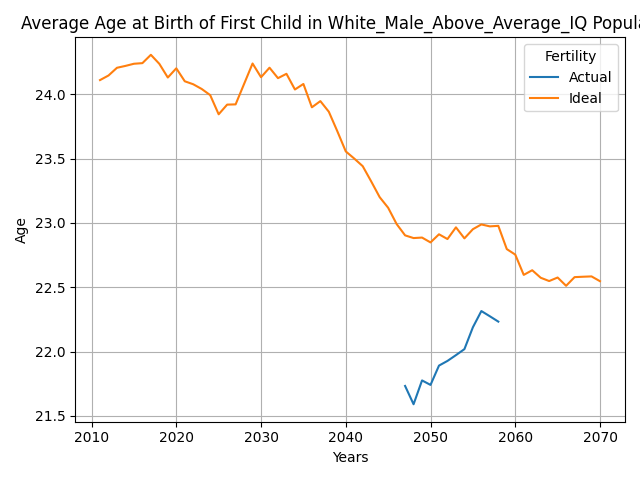 Average Age at Birth of First Child in White_Male_Above_Average_IQ Popula
Fertility
Actual
Ideal
Age
24.0
23.5
23.0
22.5
22.0
21.5
2010 2020 2030 2040 2050 2060 2070
Years